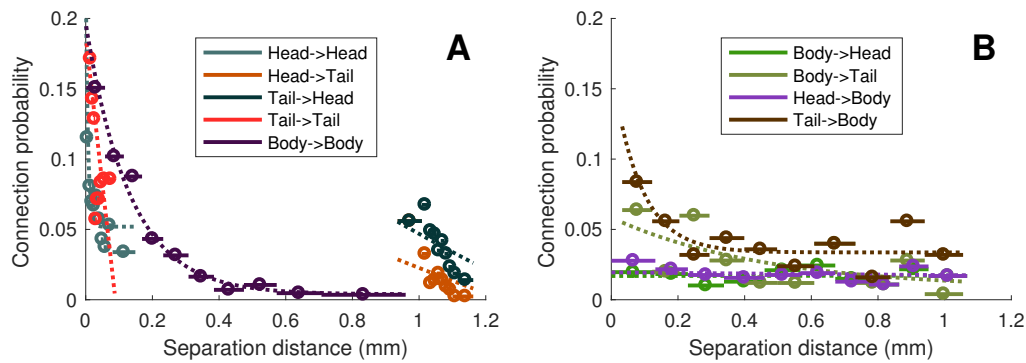 A
Head->Head
Head->Tail
Tail->Head
Tail->Tail
Body->Body
Connection probability
0.2
0.15
0.1
0.05
0
0 0.2 0.4 0.6 0.8 1 1.2
Separation distance (mm)
B
Body->Head
Body->Tail
Head->Body
Tail->Body
Connection probability
0.2
0.15
0.1
0.05
0
0 0.2 0.4 0.6 0.8 1 1.2
Separation distance (mm)